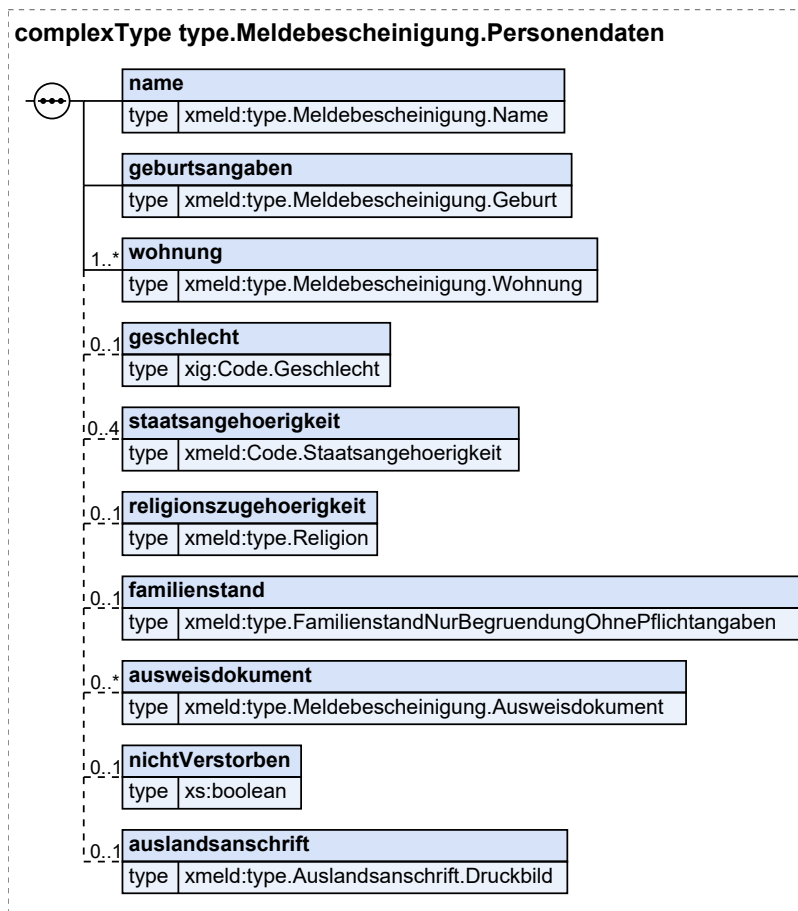 complexType type.Meldebescheinigung.Personendaten
name
type xmeld:type.Meldebescheinigung.Name
geburtsangaben
type xmeld:type.Meldebescheinigung.Geburt
1..* wohnung
type xmeld:type.Meldebescheinigung.Wohnung
0..1 geschlecht
type xig:Code.Geschlecht
0..4 staatsangehoerigkeit
type xmeld:Code.Staatsangehoerigkeit
0..1 religionszugehoerigkeit
type xmeld:type.Religion
0..1 familienstand
type xmeld:type.FamilienstandNurBegruendungOhnePflichtangaben
0..* ausweisdokument
type xmeld:type.Meldebescheinigung.Ausweisdokument
0..1 nichtVerstorben
type xs:boolean
0..1 auslandsanschrift
type xmeld:type.Auslandsanschrift.Druckbild